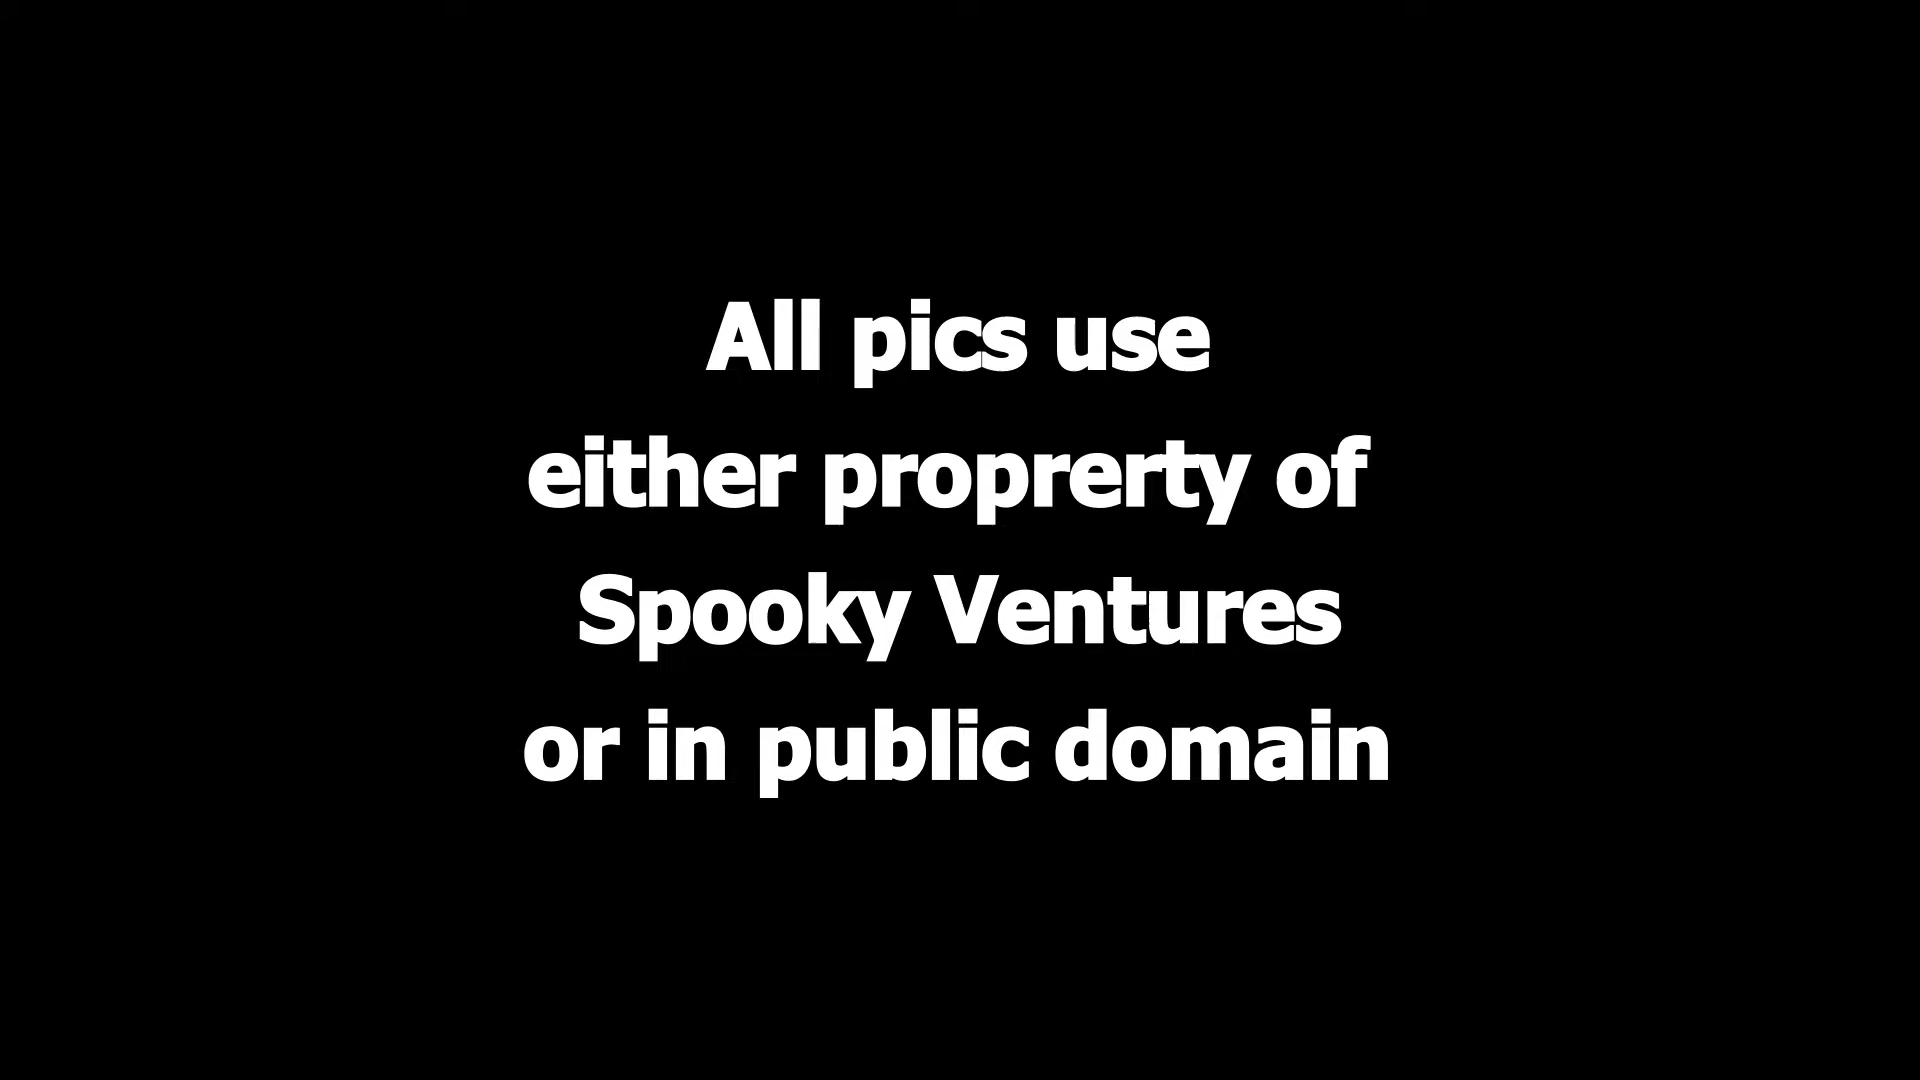 All pics use
either proprerty of
Spooky Ventures
or in public domain